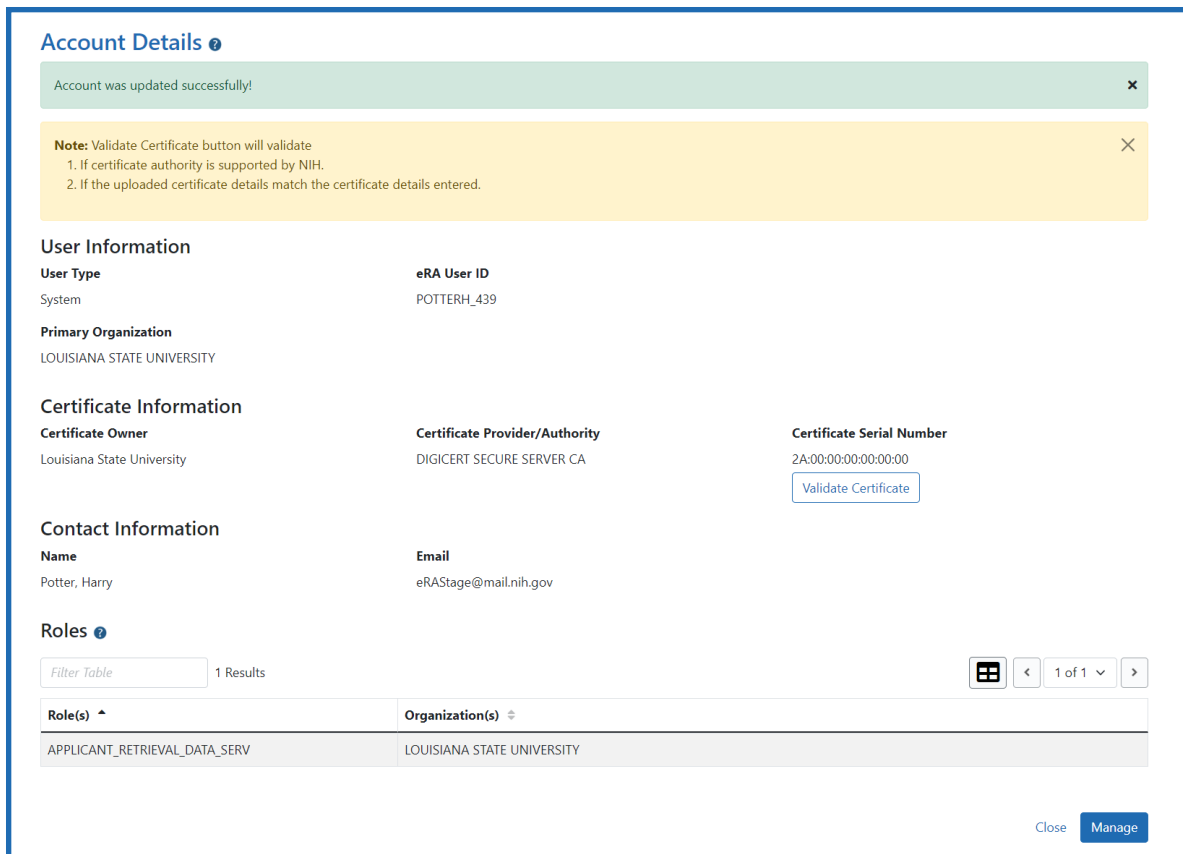 Account Details ?
Account was updated successfully!
Note: Validate Certificate button will validate
1. If certificate authority is supported by NIH.
2. If the uploaded certificate details match the certificate details entered.
User Information
User Type eRA User ID
System POTTERH_439
Primary Organization
LOUISIANA STATE UNIVERSITY
Certificate Information
Certificate Owner Certificate Provider/Authority Certificate Serial Number
Louisiana State University DIGICERT SECURE SERVER CA 2A:00:00:00:00:00:00
Validate Certificate
Contact Information
Name Email
Potter, Harry eRAStage@mail.nih.gov
Roles ?
Filter Table 1 Results 1 of 1
Role(s) Organization(s)
APPLICANT_RETRIEVAL_DATA_SERV LOUISIANA STATE UNIVERSITY
Close Manage